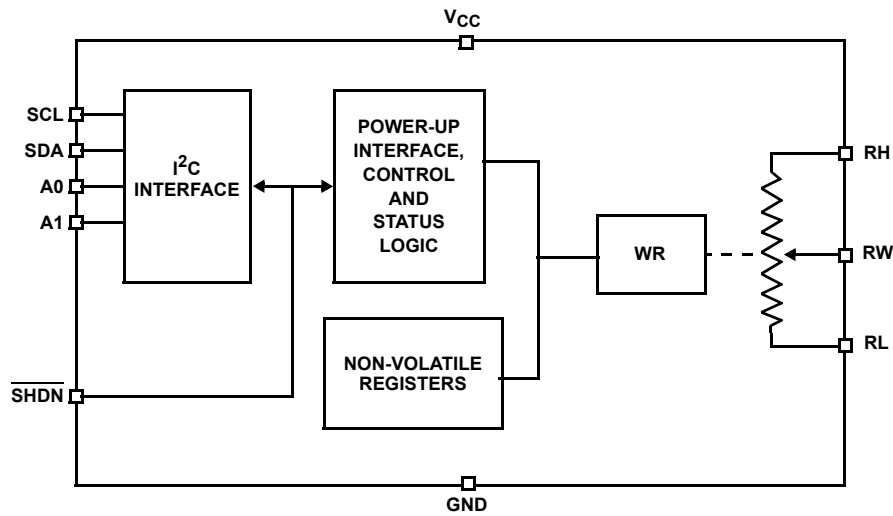 VCC
SCL
SDA
A0
A1
SHDN
I2C
INTERFACE
POWER-UP
INTERFACE,
CONTROL
AND
STATUS
LOGIC
NON-VOLATILE
REGISTERS
WR
RH
RW
RL
GND